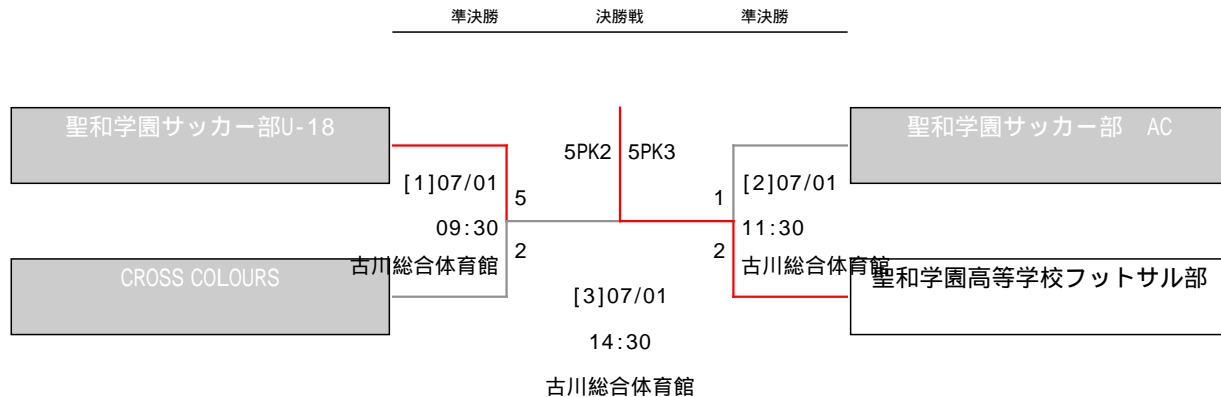 準決勝 決勝戦 準決勝
聖和学園サッカー部U-18
聖和学園サッカー部　AC
5PK2 5PK3
[1]07/01
5
1
[2]07/01
09:30
11:30
2
2
古川総合体育館
古川総合体育館
CROSS COLOURS
聖和学園高等学校フットサル部
[3]07/01
14:30
古川総合体育館